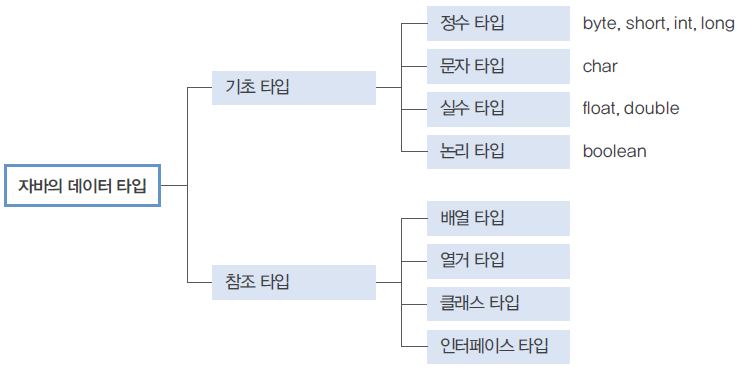 자바의 데이터 타입
기초 타입
정수 타입 byte, short, int, long
문자 타입 char
실수 타입 float, double
논리 타입 boolean
참조 타입
배열 타입
열거 타입
클래스 타입
인터페이스 타입